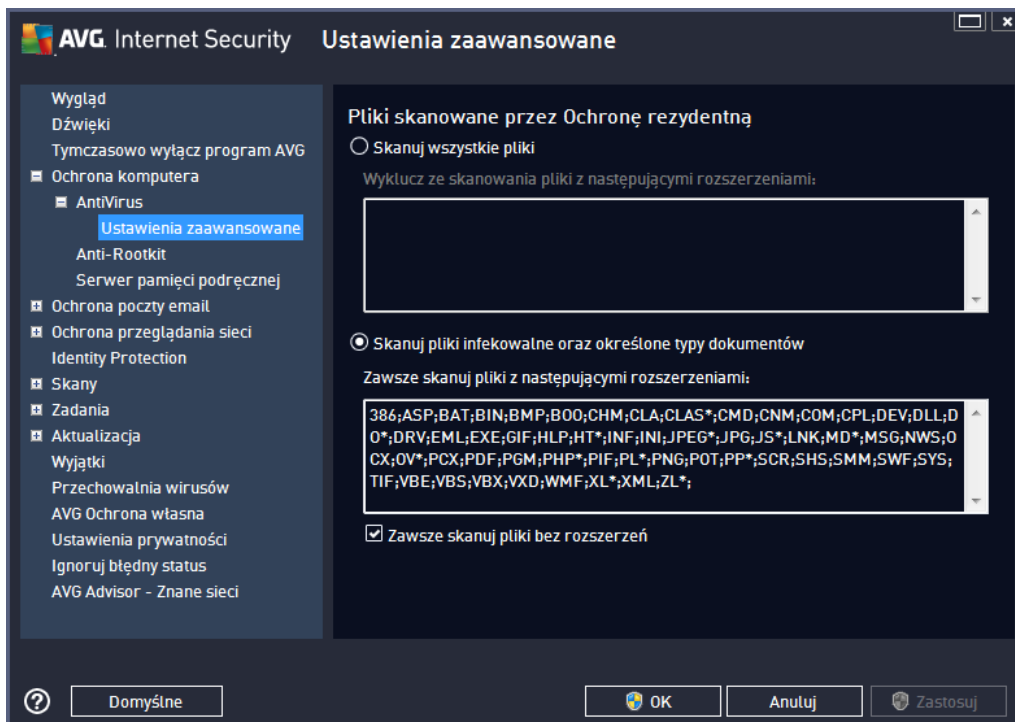 AVG. Internet Security
Ustawienia zaawansowane
Wygląd
Dźwięki
Tymczasowo wyłącz program AVG
Ochrona komputera
AntiVirus
Ustawienia zaawansowane
Anti-Rootkit
Serwer pamięci podręcznej
Ochrona poczty email
Ochrona przeglądania sieci
Identity Protection
Skany
Zadania
Aktualizacja
Wyjątki
Przechowalnia wirusów
AVG Ochrona własna
Ustawienia prywatności
Ignoruj błędny status
AVG Advisor - Znane sieci
Pliki skanowane przez Ochronę rezydentną
Skanuj wszystkie pliki
Wyklucz ze skanowania pliki z następującymi rozszerzeniami:
Skanuj pliki infekowalne oraz określone typy dokumentów
Zawsze skanuj pliki z następującymi rozszerzeniami:
386;ASP;BAT;BIN;BMP;BOO;CHM;CLA;CLAS*;CMD;CNM;COM;CPL;DEV;DLL;D
O*;DRV;EML;EXE;GIF;HLP;HT*;INF;INI;JPEG*;JPG;JS*;LNK;MD*;MSG;NWS;O
CX;OV*;PCX;PDF;PGM;PHP*;PIF;PL*;PNG;POT;PP*;SCR;SHS;SMM;SWF;SYS;
TIF;VBE;VBS;VBX;VXD;WMF;XL*;XML;ZL*;
Zawsze skanuj pliki bez rozszerzeń
Domyślne
OK
Anuluj
Zastosuj